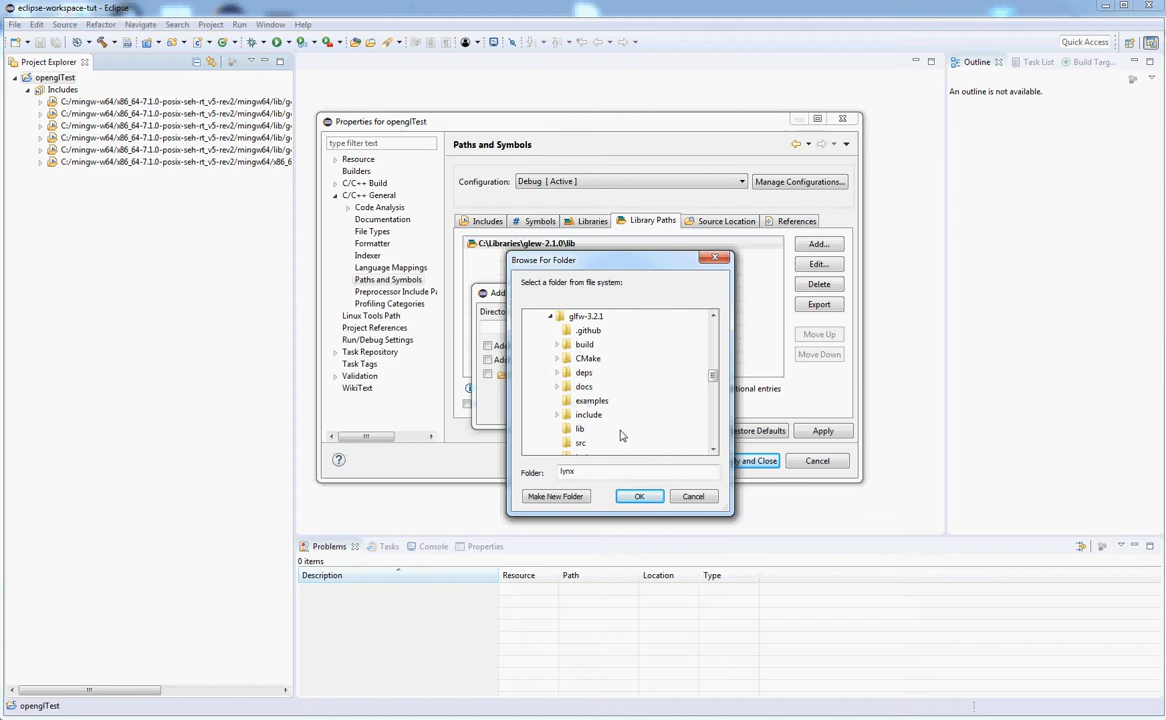 eclipse-workspace-tut - Eclipse
File Edit Source Refactor Navigate Search Project Run Window Help
Quick Access
Project Explorer
openglTest
Includes
C:/mingw-w64/x86_64-7.1.0-posix-seh-rt_v5-rev2/mingw64/lib/g
C:/mingw-w64/x86_64-7.1.0-posix-seh-rt_v5-rev2/mingw64/lib/g
C:/mingw-w64/x86_64-7.1.0-posix-seh-rt_v5-rev2/mingw64/lib/g
C:/mingw-w64/x86_64-7.1.0-posix-seh-rt_v5-rev2/mingw64/lib/g
C:/mingw-w64/x86_64-7.1.0-posix-seh-rt_v5-rev2/mingw64/lib/g
C:/mingw-w64/x86_64-7.1.0-posix-seh-rt_v5-rev2/mingw64/x86_6
Outline Task List Build Targ...
An outline is not available.
Properties for openglTest
type filter text
Resource
Builders
C/C++ Build
C/C++ General
Code Analysis
Documentation
File Types
Formatter
Indexer
Language Mappings
Paths and Symbols
Preprocessor Include Pa
Profiling Categories
Linux Tools Path
Project References
Run/Debug Settings
Task Repository
Task Tags
Validation
WikiText
Paths and Symbols
Configuration: Debug [ Active ] Manage Configurations...
Includes # Symbols Libraries Library Paths Source Location References
C:\Libraries\glew-2.1.0\lib
Add...
Edit...
Delete
Export
Move Up
Move Down
tional entries
estore Defaults Apply
y and Close Cancel
Add
Direct
Ad
Ad
Browse For Folder
Select a folder from file system:
glfw-3.2.1
.github
build
CMake
deps
docs
examples
include
lib
src
Folder: lynx
Make New Folder OK Cancel
Problems Tasks Console Properties
0 items
Description Resource Path Location Type
openglTest